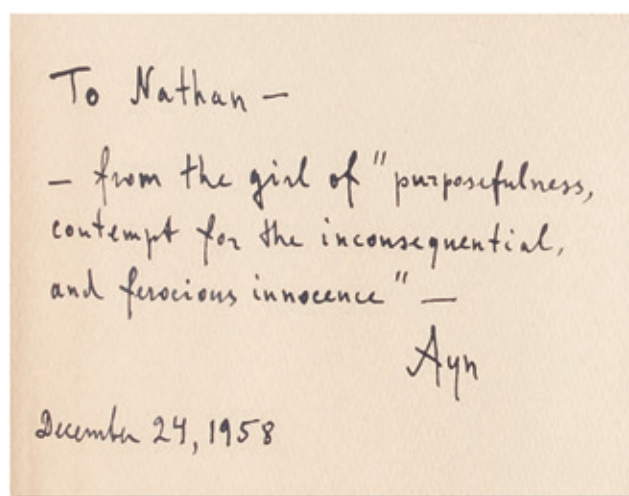 To Nathan —
— from the girl of "purposefulness,
contempt for the inconsequential,
and ferocious innocence" —
Ayn
December 24, 1958